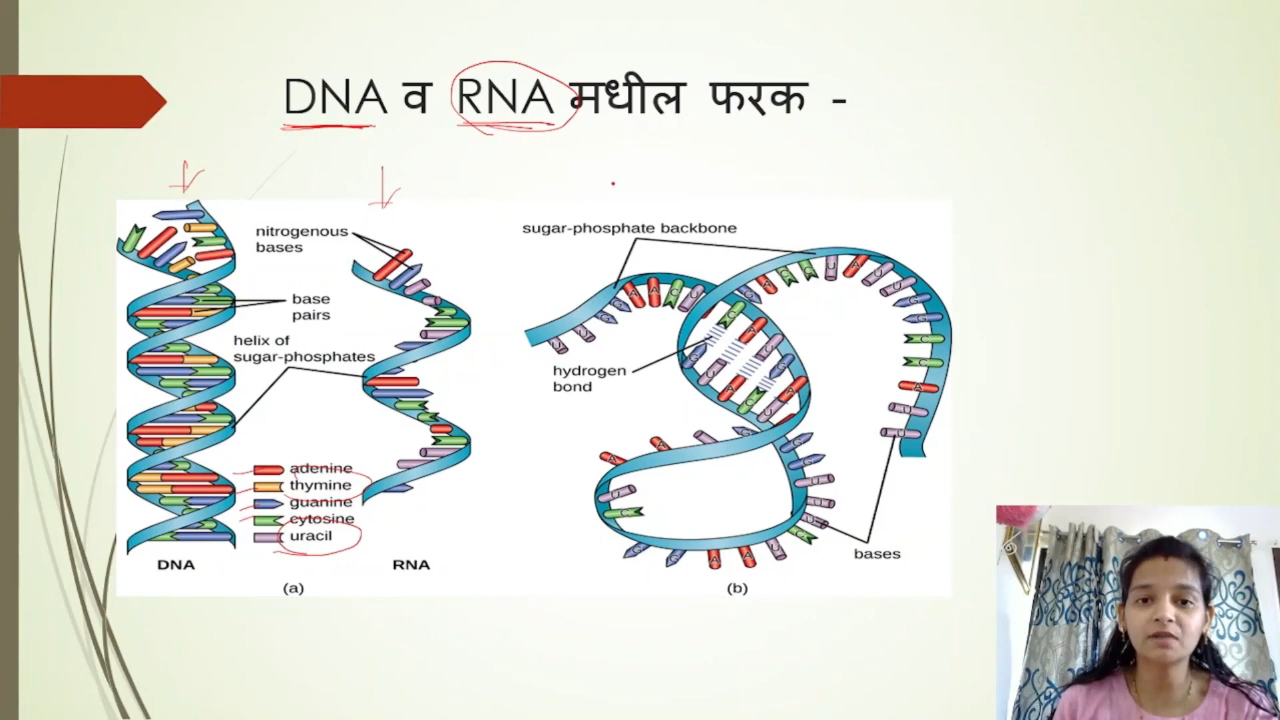 DNA व RNA मधील फरक -
nitrogenous
bases
base
pairs
helix of
sugar-phosphates
adenine
thymine
guanine
cytosine
uracil
DNA
RNA
(a)
sugar-phosphate backbone
hydrogen
bond
bases
(b)